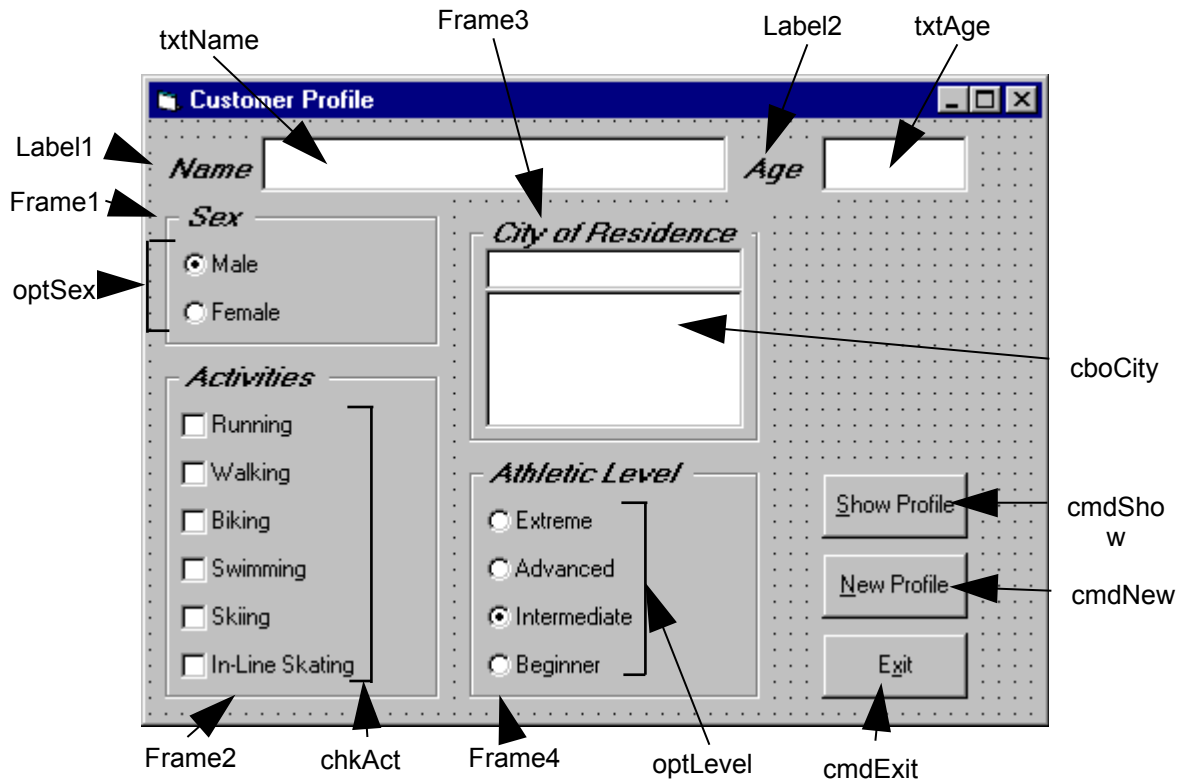 Frame3
Label2
txtAge
txtName
Customer Profile
Label1
Name
Age
Frame1
Sex
City of Residence
Male
optSex
Female
cboCity
Activities
Running
Walking
Athletic Level
Biking
Extreme
Show Profile
cmdSho
w
Swimming
Advanced
New Profile
cmdNew
Skiing
Intermediate
In-Line Skating
Beginner
Exit
Frame2
chkAct
Frame4
optLevel
cmdExit